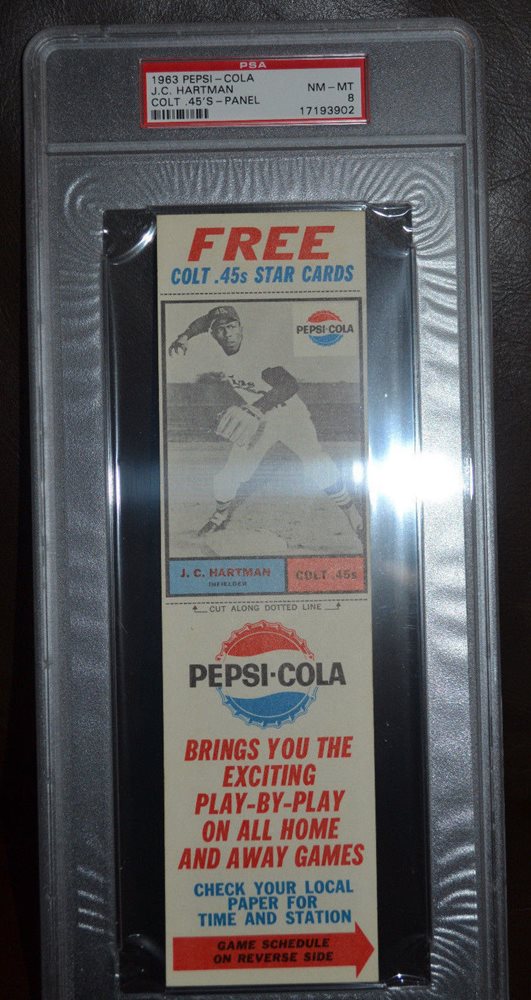 PSA
1963 PEPSI-COLA
J.C. HARTMAN NM-MT
COLT .45'S-PANEL 8
17193902
FREE
COLT .45s STAR CARDS
PEPSI-COLA
J. C. HARTMAN
INFIELDER
COLT .45s
CUT ALONG DOTTED LINE
PEPSI-COLA
BRINGS YOU THE
EXCITING
PLAY-BY-PLAY
ON ALL HOME
AND AWAY GAMES
CHECK YOUR LOCAL
PAPER FOR
TIME AND STATION
GAME SCHEDULE
ON REVERSE SIDE